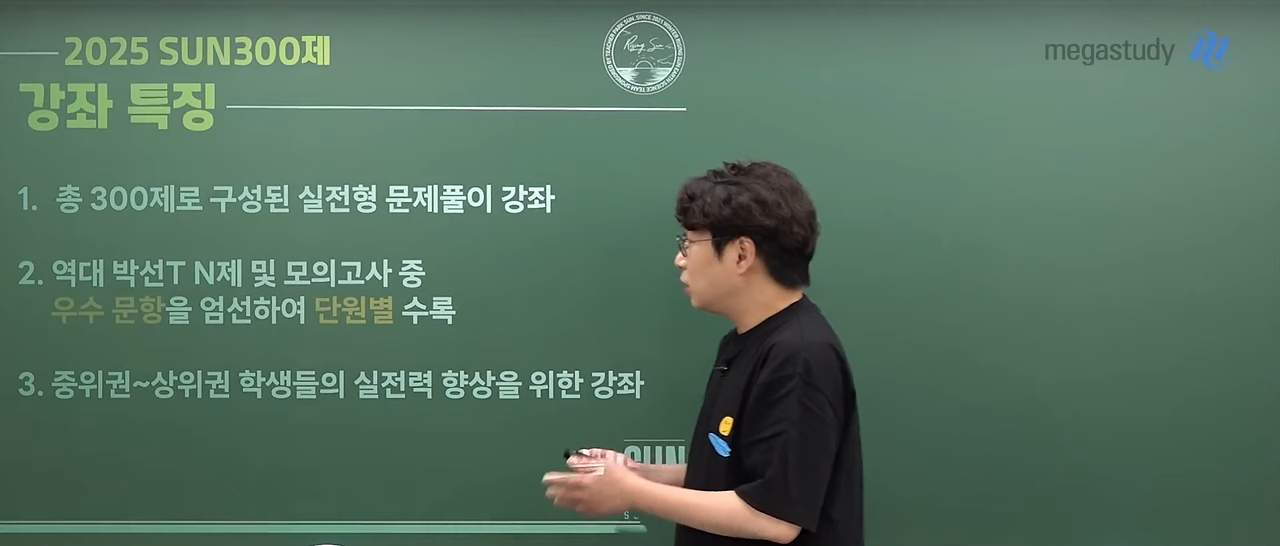 2025 SUN300제
강좌 특징
megastudy
1. 총 300제로 구성된 실전형 문제풀이 강좌
2. 역대 박선T N제 및 모의고사 중
우수 문항을 엄선하여 단원별 수록
3. 중위권~상위권 학생들의 실전력 향상을 위한 강좌
SUN